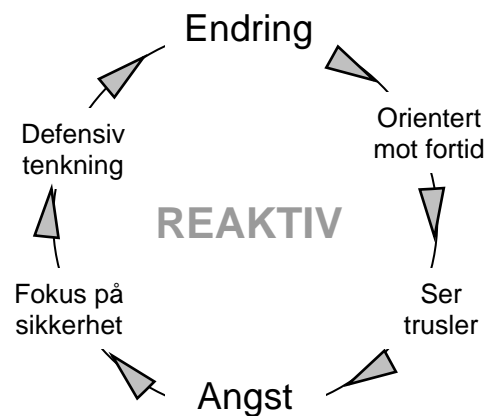 Endring
Orientert
mot fortid
Ser
trusler
Angst
Fokus på
sikkerhet
Defensiv
tenkning
REAKTIV